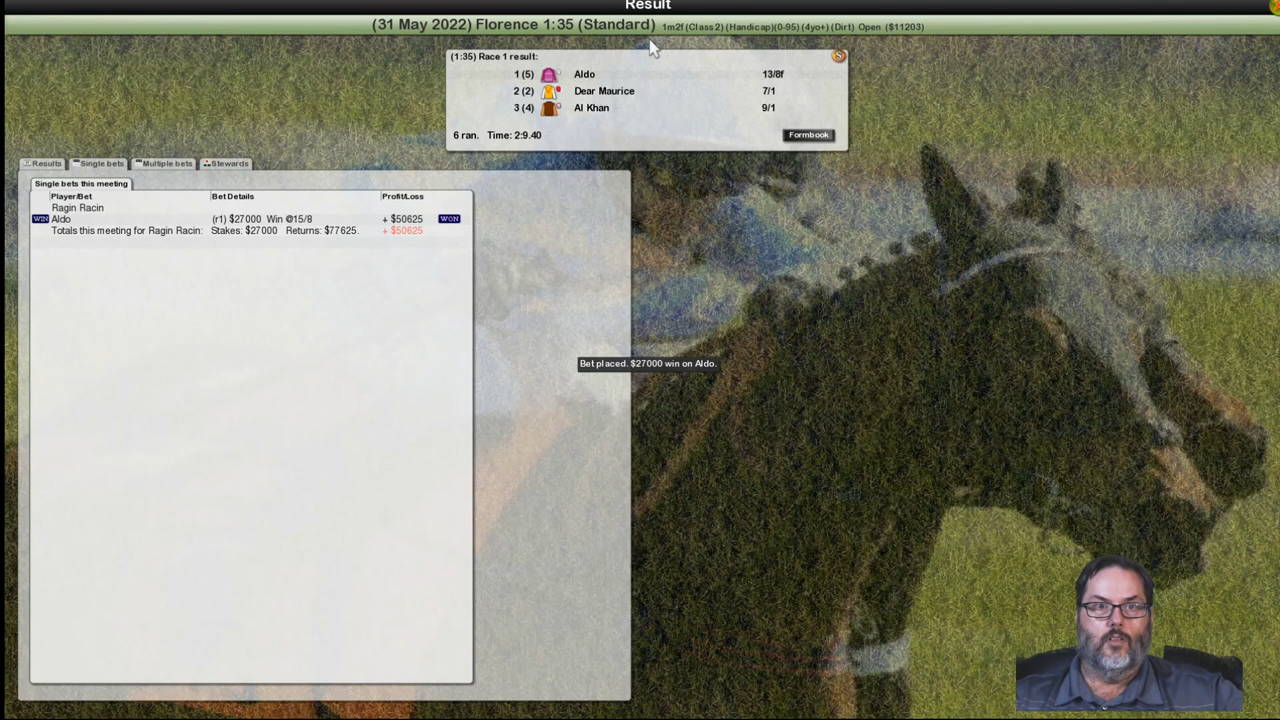 Result
(31 May 2022) Florence 1:35 (Standard) 1m2f (Class 2) (Handicap)(0-95) (4yo+) (Dirt) Open ($11203)
(1:35) Race 1 result:
S
1 (5) Aldo 13/8f
2 (2) Dear Maurice 7/1
3 (4) Al Khan 9/1
6 ran. Time: 2:9.40
Formbook
Results Single bets Multiple bets Stewards
Single bets this meeting
Player/Bet Bet Details Profit/Loss
Ragin Racin
WIN Aldo (r1) $27000 Win @15/8 + $50625 WON
Totals this meeting for Ragin Racin: Stakes: $27000 Returns: $77625. + $50625
Bet placed. $27000 win on Aldo.